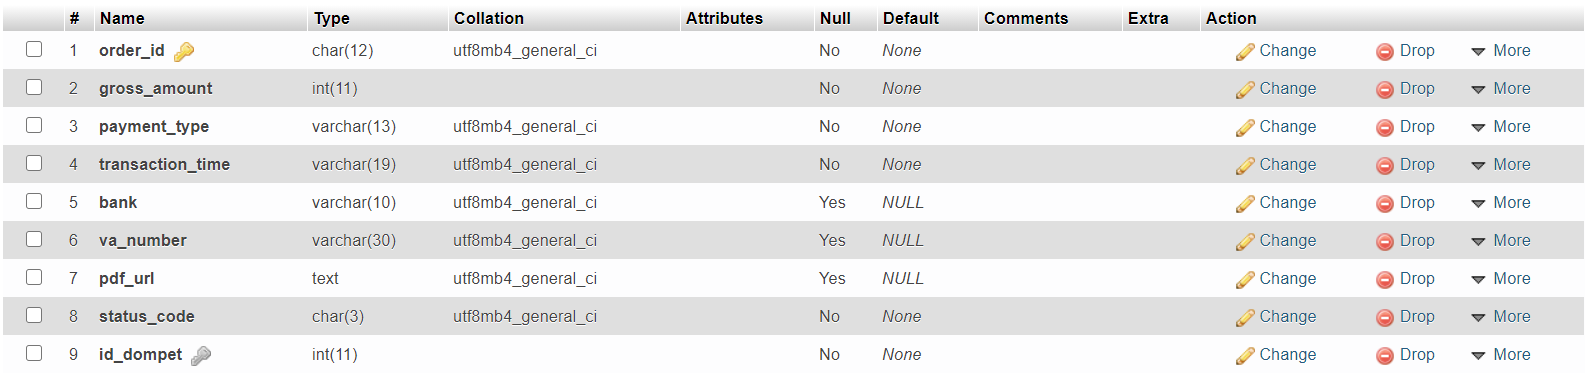 # Name Type Collation Attributes Null Default Comments Extra Action
1 order_id char(12) utf8mb4_general_ci No None Change Drop More
2 gross_amount int(11) No None Change Drop More
3 payment_type varchar(13) utf8mb4_general_ci No None Change Drop More
4 transaction_time varchar(19) utf8mb4_general_ci No None Change Drop More
5 bank varchar(10) utf8mb4_general_ci Yes NULL Change Drop More
6 va_number varchar(30) utf8mb4_general_ci Yes NULL Change Drop More
7 pdf_url text utf8mb4_general_ci Yes NULL Change Drop More
8 status_code char(3) utf8mb4_general_ci No None Change Drop More
9 id_dompet int(11) No None Change Drop More